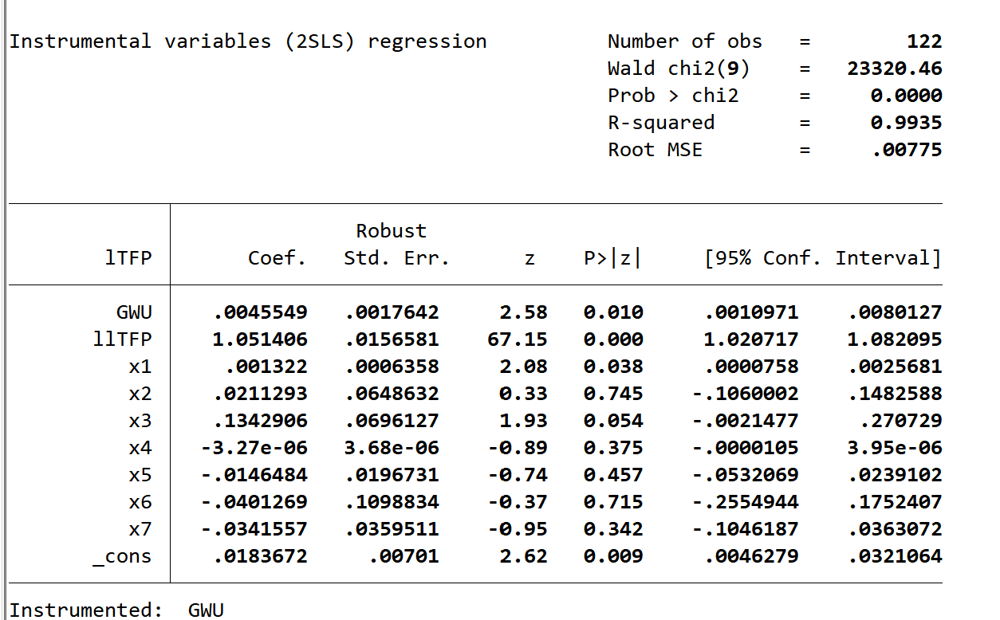 Instrumental variables (2SLS) regression Number of obs = 122
Wald chi2(9) = 23320.46
Prob > chi2 = 0.0000
R-squared = 0.9935
Root MSE = .00775
Robust
lTFP Coef. Std. Err. z P>|z| [95% Conf. Interval]
GWU .0045549 .0017642 2.58 0.010 .0010971 .0080127
llTFP 1.051406 .0156581 67.15 0.000 1.020717 1.082095
x1 .001322 .0006358 2.08 0.038 .0000758 .0025681
x2 .0211293 .0648632 0.33 0.745 -.1060002 .1482588
x3 .1342906 .0696127 1.93 0.054 -.0021477 .270729
x4 -3.27e-06 3.68e-06 -0.89 0.375 -.0000105 3.95e-06
x5 -.0146484 .0196731 -0.74 0.457 -.0532069 .0239102
x6 -.0401269 .1098834 -0.37 0.715 -.2554944 .1752407
x7 -.0341557 .0359511 -0.95 0.342 -.1046187 .0363072
_cons .0183672 .00701 2.62 0.009 .0046279 .0321064
Instrumented: GWU